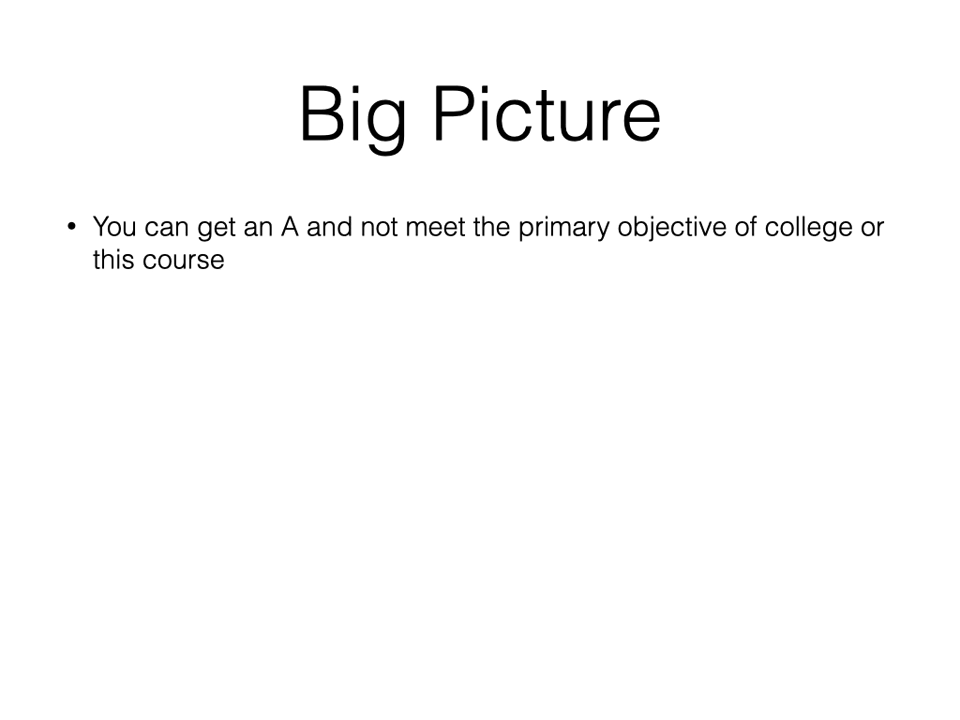 Big Picture
• You can get an A and not meet the primary objective of college or
this course